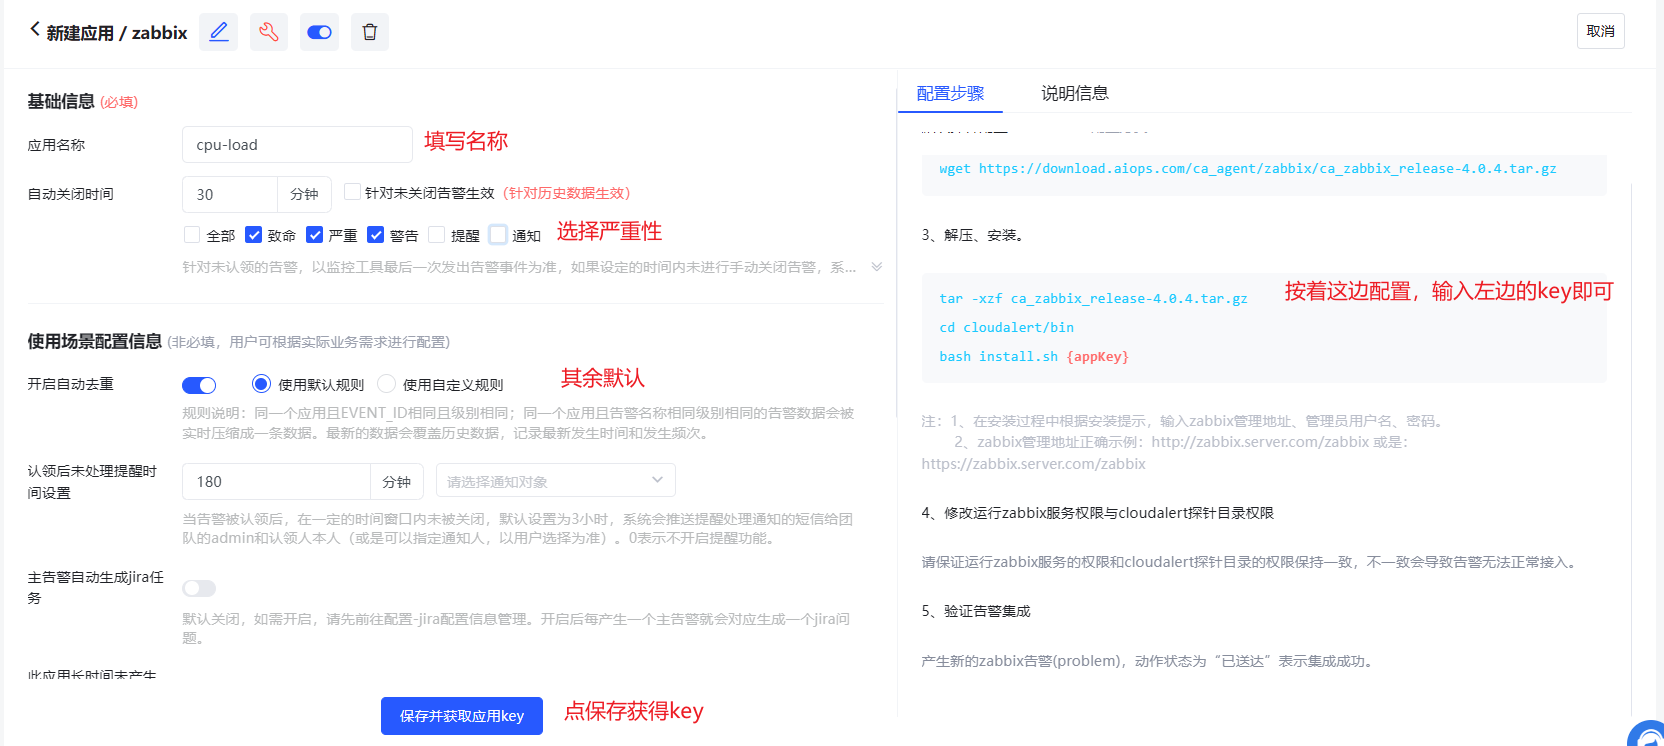 新建应用 / zabbix
取消
基础信息 (必填)
应用名称
cpu-load
填写名称
自动关闭时间
30
分钟
针对未关闭告警生效 (针对历史数据生效)
全部 致命 严重 警告 提醒 通知
选择严重性
针对未认领的告警，以监控工具最后一次发出告警事件为准，如果设定的时间内未进行手动关闭告警，系...
使用场景配置信息 (非必填，用户可根据实际业务需求进行配置)
开启自动去重
使用默认规则 使用自定义规则
其余默认
规则说明：同一个应用且EVENT_ID相同且级别相同；同一个应用且告警名称相同级别相同的告警数据会被
实时压缩成一条数据。最新的数据会覆盖历史数据，记录最新发生时间和发生频次。
认领后未处理提醒时
间设置
180
分钟
请选择通知对象
当告警被认领后，在一定的时间窗口内未被关闭，默认设置为3小时，系统会推送提醒处理通知的短信给团
队的admin和认领人本人（或是可以指定通知人，以用户选择为准）。0表示不开启提醒功能。
主告警自动生成jira任
务
默认关闭，如需开启，请先前往配置-jira配置信息管理。开启后每产生一个主告警就会对应生成一个jira问
题。
此应用长时间未产生
保存并获取应用key
点保存获得key
配置步骤
说明信息
wget https://download.aiops.com/ca_agent/zabbix/ca_zabbix_release-4.0.4.tar.gz
3、解压、安装。
tar -xzf ca_zabbix_release-4.0.4.tar.gz
按着这边配置，输入左边的key即可
cd cloudalert/bin
bash install.sh {appKey}
注：1、在安装过程中根据安装提示，输入zabbix管理地址、管理员用户名、密码。
2、zabbix管理地址正确示例：http://zabbix.server.com/zabbix 或是：
https://zabbix.server.com/zabbix
4、修改运行zabbix服务权限与cloudalert探针目录权限
请保证运行zabbix服务的权限和cloudalert探针目录的权限保持一致，不一致会导致告警无法正常接入。
5、验证告警集成
产生新的zabbix告警(problem)，动作状态为“已送达”表示集成成功。